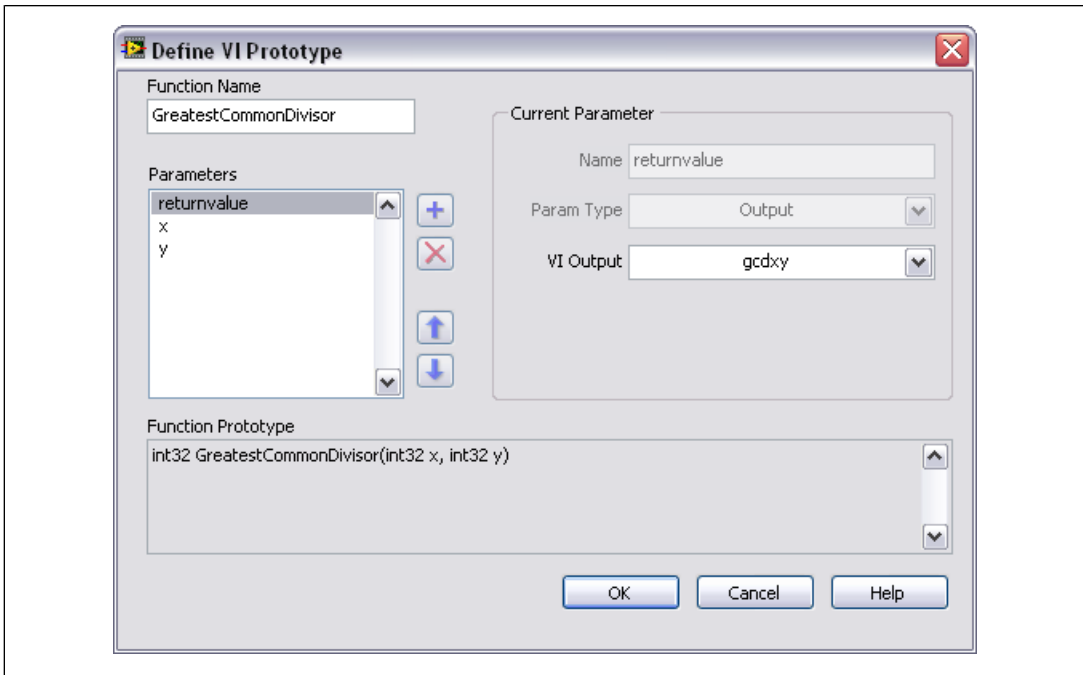 Define VI Prototype
Function Name
GreatestCommonDivisor
Parameters
returnvalue
x
y
Current Parameter
Name returnvalue
Param Type Output
VI Output gcdxy
Function Prototype
int32 GreatestCommonDivisor(int32 x, int32 y)
OK Cancel Help